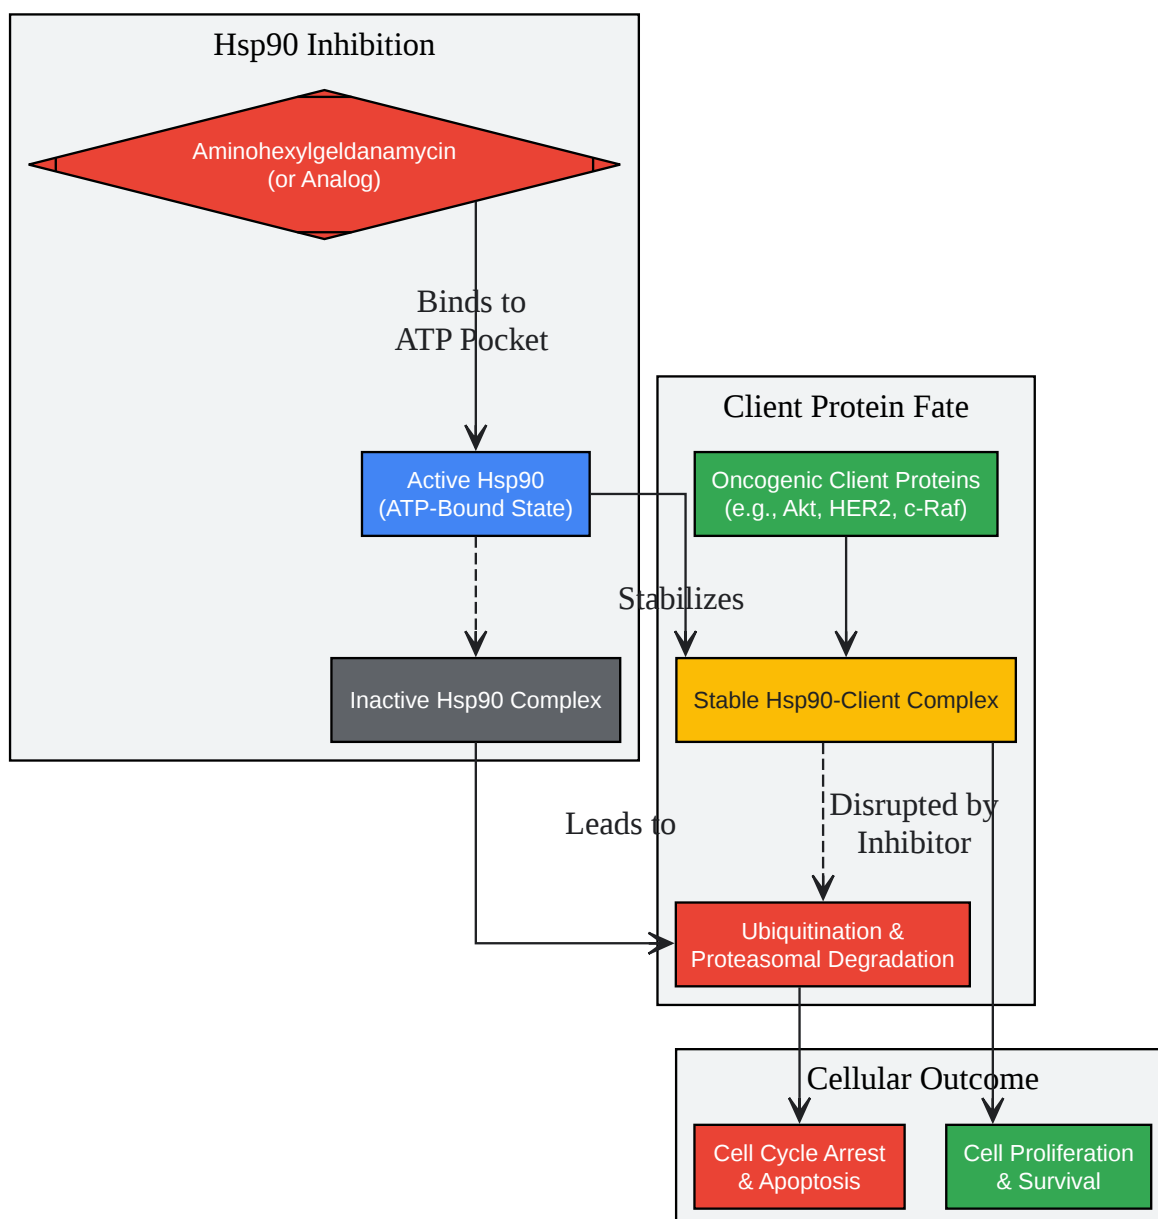 Hsp90 Inhibition
Aminohexylgeldanamycin
(or Analog)
Binds to
ATP Pocket
Client Protein Fate
Active Hsp90
(ATP-Bound State)
Oncogenic Client Proteins
(e.g., Akt, HER2, c-Raf)
Stabilizes
Inactive Hsp90 Complex
Stable Hsp90-Client Complex
Leads to
Disrupted by
Inhibitor
Ubiquitination &
Proteasomal Degradation
Cellular Outcome
Cell Cycle Arrest
& Apoptosis
Cell Proliferation
& Survival